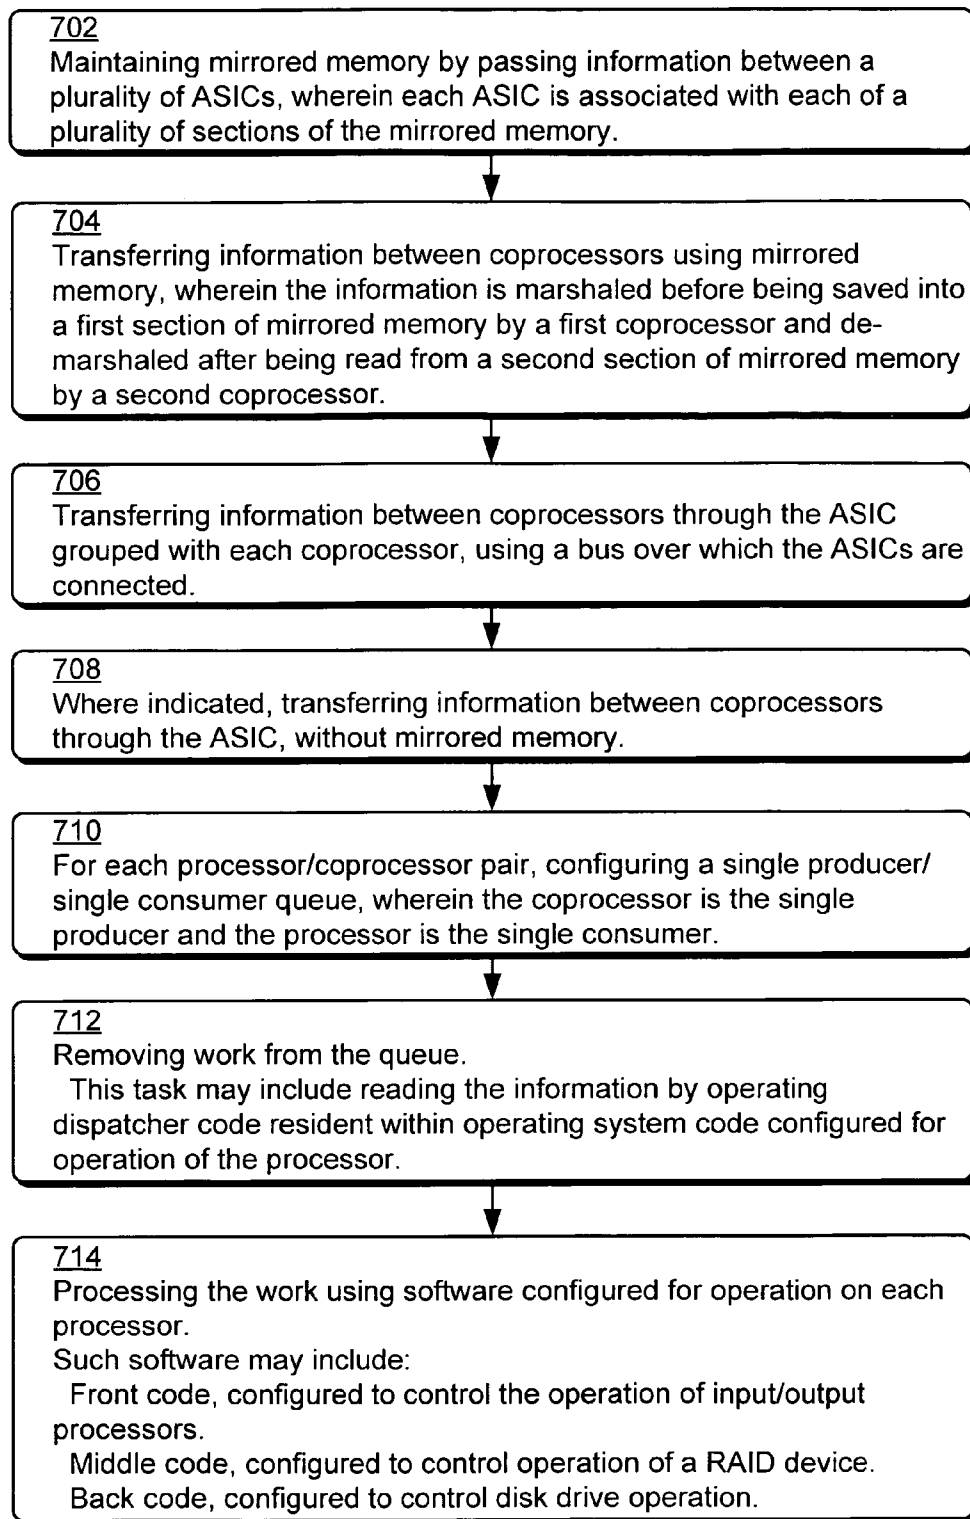 702
Maintaining mirrored memory by passing information between a
plurality of ASICs, wherein each ASIC is associated with each of a
plurality of sections of the mirrored memory.
704
Transferring information between coprocessors using mirrored
memory, wherein the information is marshaled before being saved into
a first section of mirrored memory by a first coprocessor and de-
marshaled after being read from a second section of mirrored memory
by a second coprocessor.
706
Transferring information between coprocessors through the ASIC
grouped with each coprocessor, using a bus over which the ASICs are
connected.
708
Where indicated, transferring information between coprocessors
through the ASIC, without mirrored memory.
710
For each processor/coprocessor pair, configuring a single producer/
single consumer queue, wherein the coprocessor is the single
producer and the processor is the single consumer.
712
Removing work from the queue.
This task may include reading the information by operating
dispatcher code resident within operating system code configured for
operation of the processor.
714
Processing the work using software configured for operation on each
processor.
Such software may include:
Front code, configured to control the operation of input/output
processors.
Middle code, configured to control operation of a RAID device.
Back code, configured to control disk drive operation.